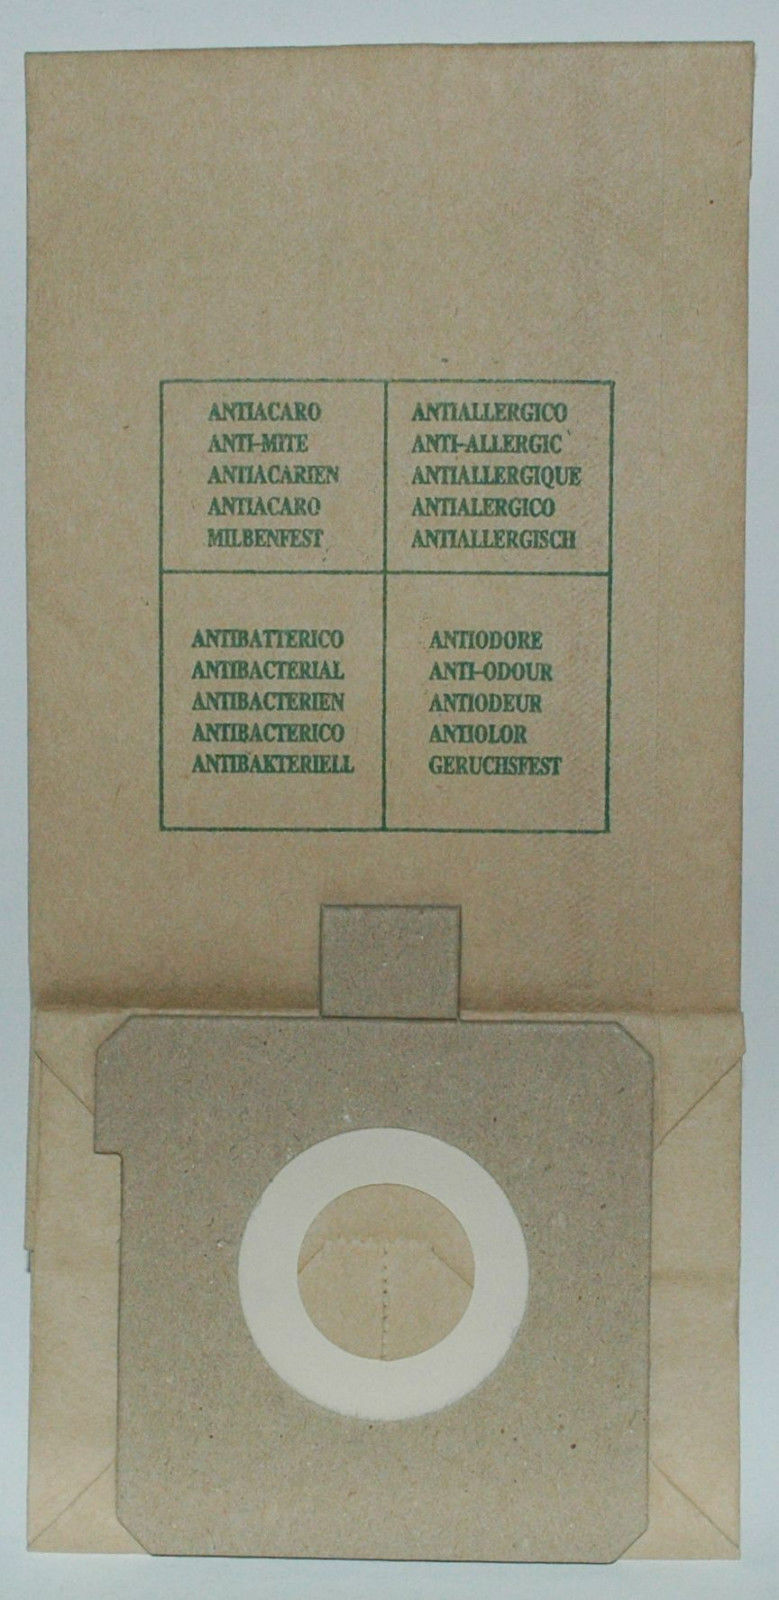 ANTIACARO
ANTI-MITE
ANTIACARIEN
ANTIACARO
MILBENFEST
ANTIALLERGICO
ANTI-ALLERGIC
ANTIALLERGIQUE
ANTIALERGICO
ANTIALLERGISCH
ANTIBATTERICO
ANTIBACTERIAL
ANTIBACTERIEN
ANTIBACTERICO
ANTIBAKTERIELL
ANTIODORE
ANTI-ODOUR
ANTIODEUR
ANTIOLOR
GERUCHSFEST